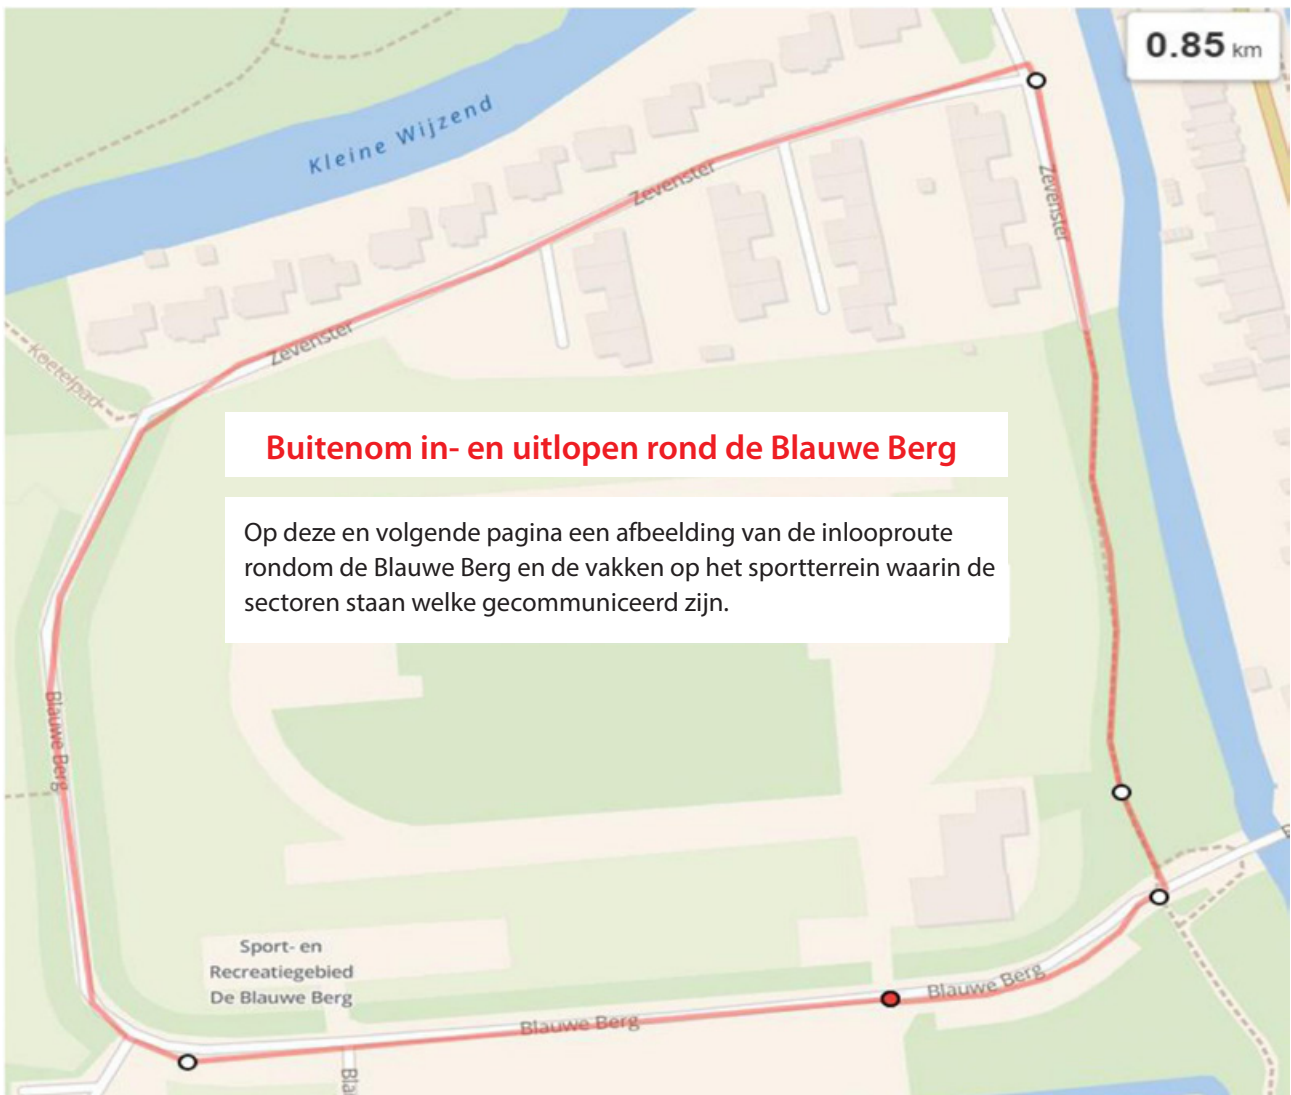 0.85 km
Kleine Wijzend
Zevenster
Zevenster
Zevenster
Koetelpad
Buitenom in- en uitlopen rond de Blauwe Berg
Op deze en volgende pagina een afbeelding van de inlooproute
rondom de Blauwe Berg en de vakken op het sportterrein waarin de
sectoren staan welke gecommuniceerd zijn.
Blauwe Berg
Sport- en
Recreatiegebied
De Blauwe Berg
Blauwe Berg
Blauwe Berg
Bla